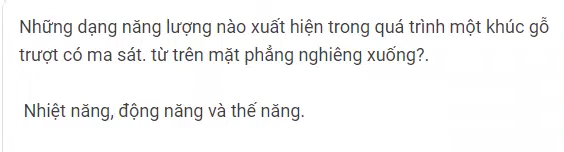 Những dạng năng lượng nào xuất hiện trong quá trình một khúc gỗ
trượt có ma sát. từ trên mặt phẳng nghiêng xuống?.
Nhiệt năng, động năng và thế năng.